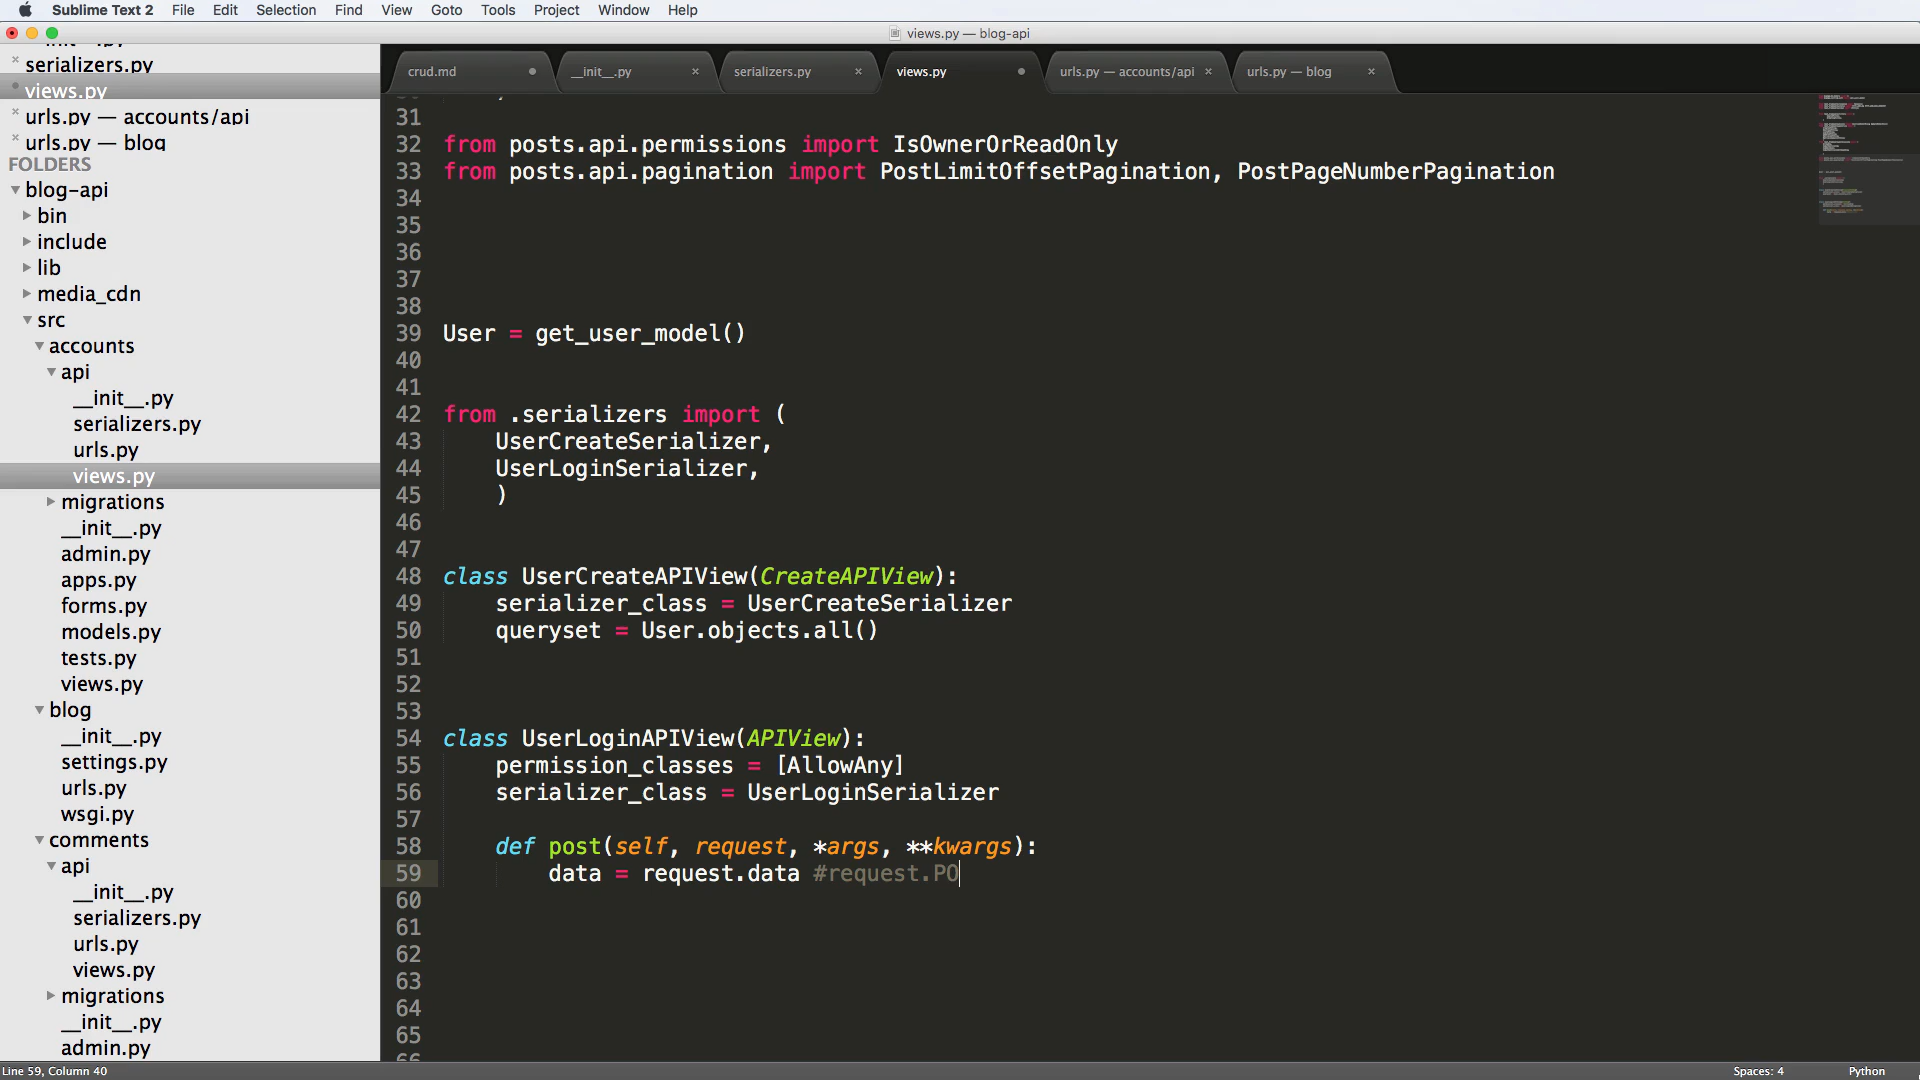 Sublime Text 2 File Edit Selection Find View Goto Tools Project Window Help
views.py — blog-api
serializers.py
views.py
urls.py — accounts/api
urls.py — blog
FOLDERS
blog-api
bin
include
lib
media_cdn
src
accounts
api
__init__.py
serializers.py
urls.py
views.py
migrations
__init__.py
admin.py
apps.py
forms.py
models.py
tests.py
views.py
blog
__init__.py
settings.py
urls.py
wsgi.py
comments
api
__init__.py
serializers.py
urls.py
views.py
migrations
__init__.py
admin.py
crud.md __init__.py serializers.py views.py urls.py — accounts/api urls.py — blog
31
32 from posts.api.permissions import IsOwnerOrReadOnly
33 from posts.api.pagination import PostLimitOffsetPagination, PostPageNumberPagination
34
35
36
37
38
39 User = get_user_model()
40
41
42 from .serializers import (
43 UserCreateSerializer,
44 UserLoginSerializer,
45 )
46
47
48 class UserCreateAPIView(CreateAPIView):
49 serializer_class = UserCreateSerializer
50 queryset = User.objects.all()
51
52
53
54 class UserLoginAPIView(APIView):
55 permission_classes = [AllowAny]
56 serializer_class = UserLoginSerializer
57
58 def post(self, request, *args, **kwargs):
59 data = request.data #request.PO
60
61
62
63
64
65
Line 59, Column 40 Spaces: 4 Python